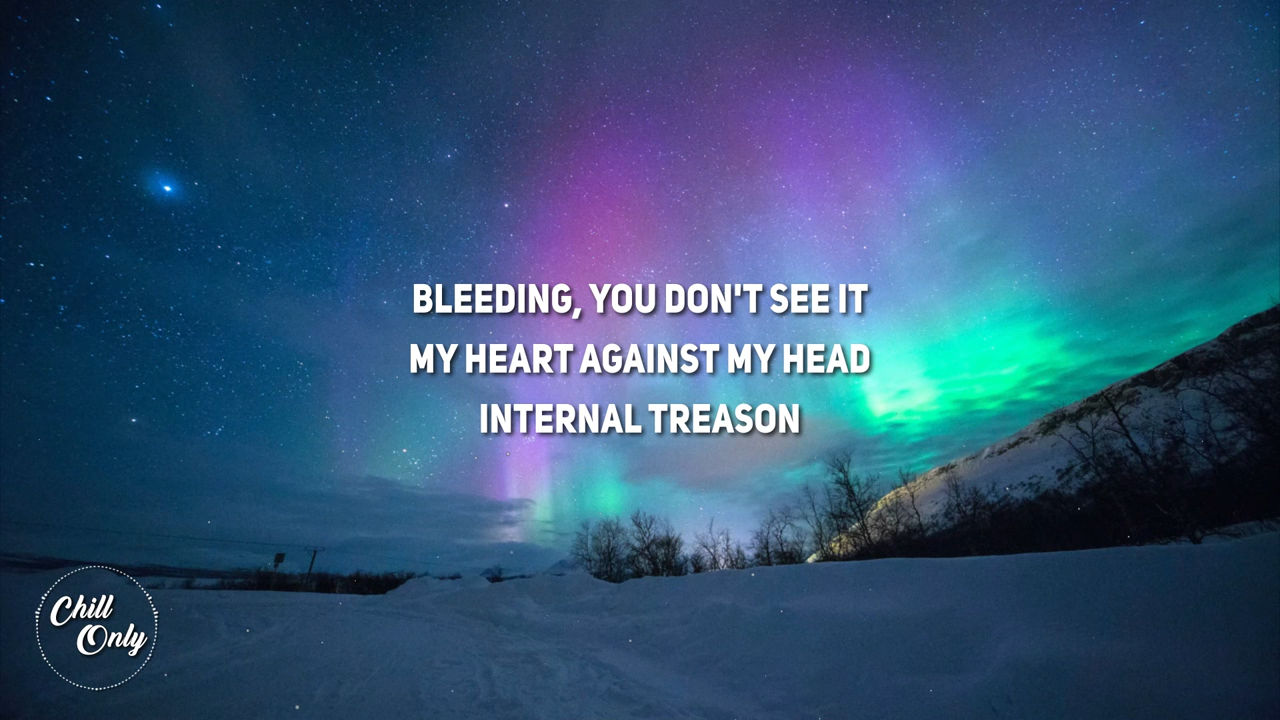 BLEEDING, YOU DON'T SEE IT
MY HEART AGAINST MY HEAD
INTERNAL TREASON
Chill
Only